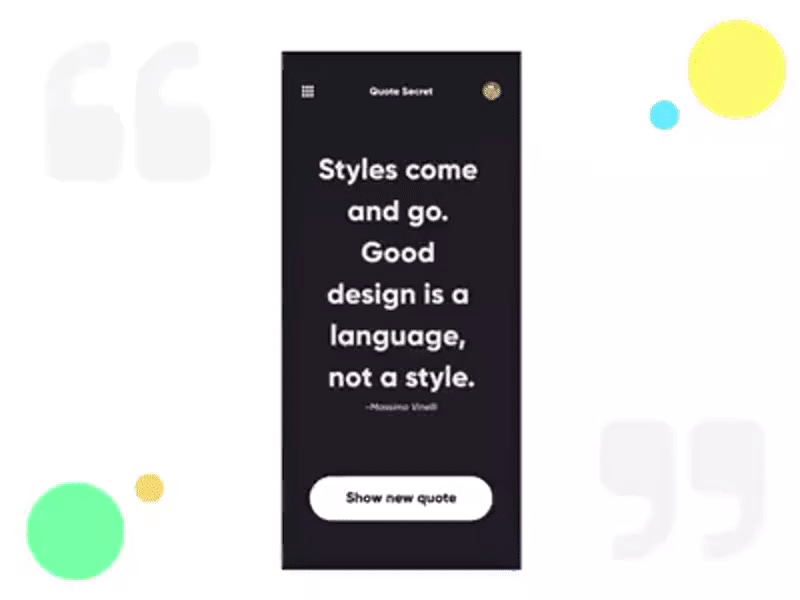 Quote Secret
Styles come
and go.
Good
design is a
language,
not a style.
-Massimo Vinelli
Show new quote